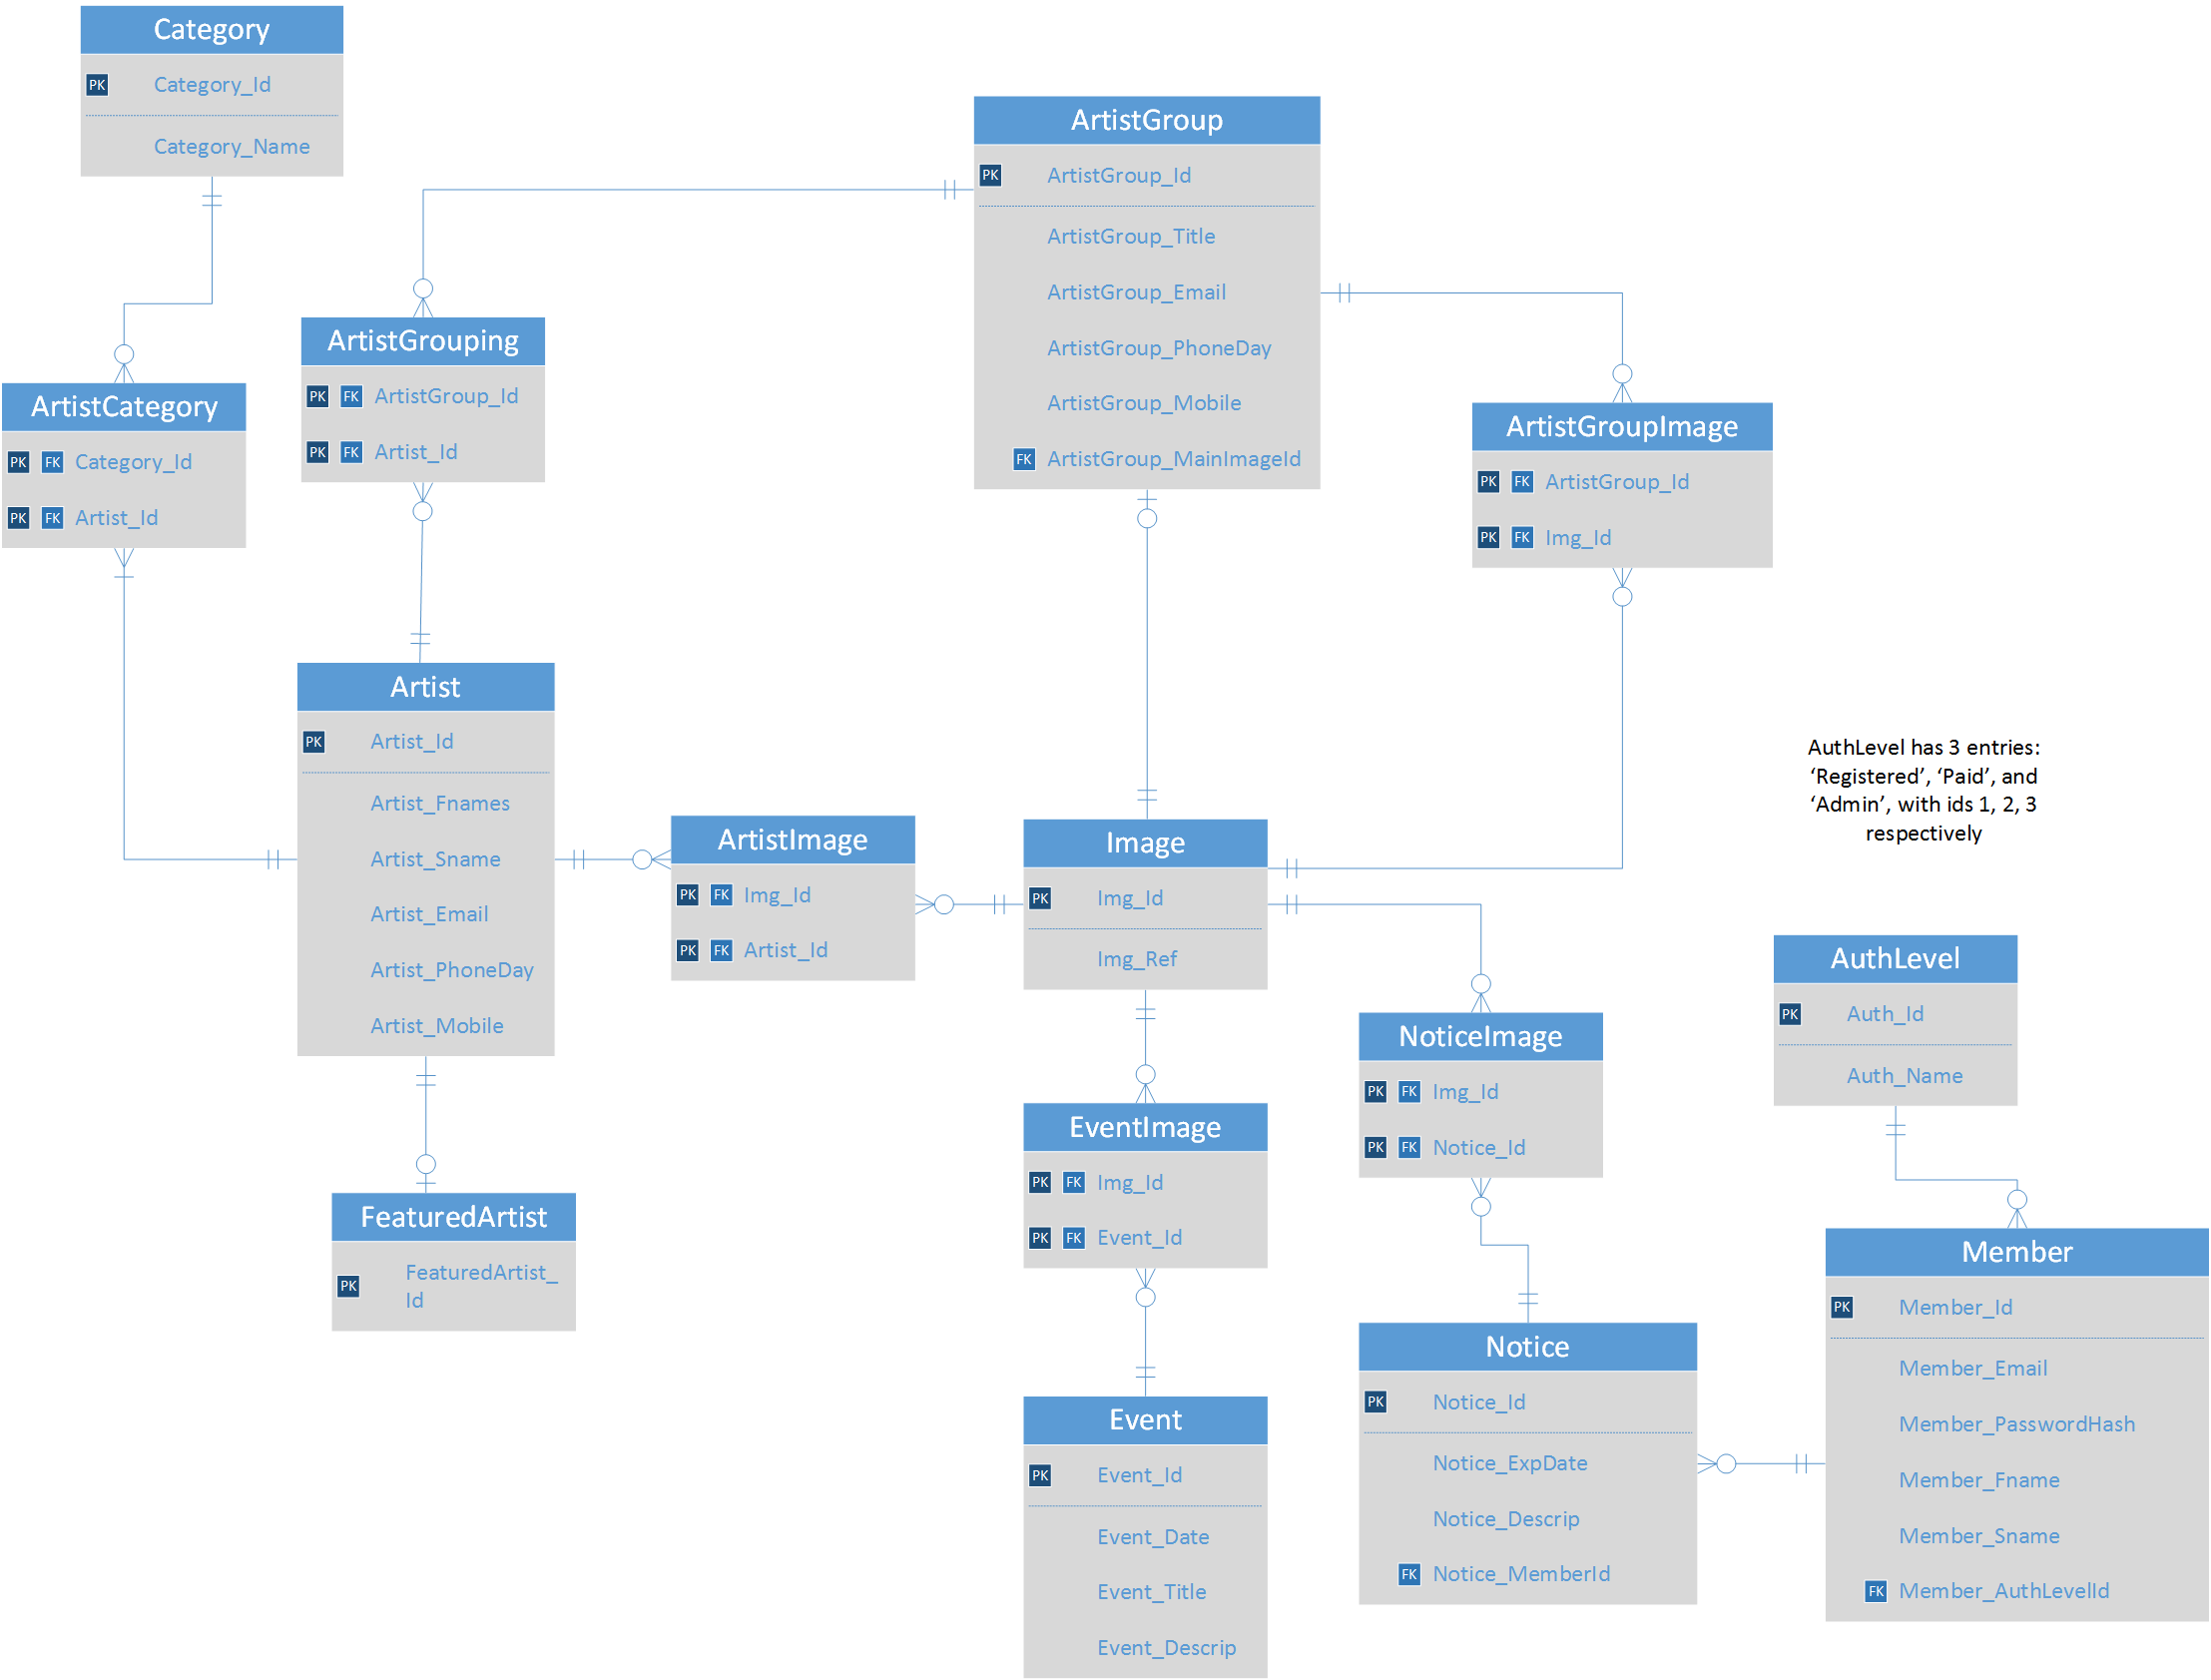 Category
PK Category_Id
Category_Name
ArtistGroup
PK ArtistGroup_Id
ArtistGroup_Title
ArtistGroup_Email
ArtistGroup_PhoneDay
ArtistGroup_Mobile
FK ArtistGroup_MainImageId
ArtistGrouping
PK FK ArtistGroup_Id
PK FK Artist_Id
ArtistCategory
PK FK Category_Id
PK FK Artist_Id
ArtistGroupImage
PK FK ArtistGroup_Id
PK FK Img_Id
Artist
PK Artist_Id
Artist_Fnames
Artist_Sname
Artist_Email
Artist_PhoneDay
Artist_Mobile
ArtistImage
PK FK Img_Id
PK FK Artist_Id
Image
PK Img_Id
Img_Ref
AuthLevel has 3 entries:
‘Registered’, ‘Paid’, and
‘Admin’, with ids 1, 2, 3
respectively
AuthLevel
PK Auth_Id
Auth_Name
NoticeImage
PK FK Img_Id
PK FK Notice_Id
EventImage
PK FK Img_Id
PK FK Event_Id
FeaturedArtist
PK FeaturedArtist_
Id
Member
PK Member_Id
Member_Email
Member_PasswordHash
Member_Fname
Member_Sname
FK Member_AuthLevelId
Notice
PK Notice_Id
Notice_ExpDate
Notice_Descrip
FK Notice_MemberId
Event
PK Event_Id
Event_Date
Event_Title
Event_Descrip